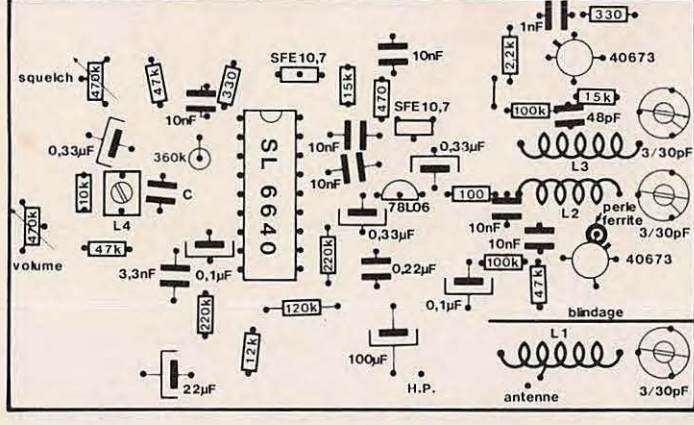 1nF
330
squelch
470k
47k
10nF
330
SFE10,7
15k
10nF
470
SFE10,7
2,2k
40673
100k
15k
48pF
3/30pF
L3
0,33µF
360k
SL 6640
10nF
10nF
0,33µF
10k
L4
C
78L06
100
L2
perle
ferrite
3/30pF
470k
volume
47k
0,33µF
10nF
10nF
40673
3,3nF
0,1µF
220k
0,22µF
100k
47k
0,1µF
220k
120k
blindage
12k
100µF
H.P.
L1
22µF
antenne
3/30pF